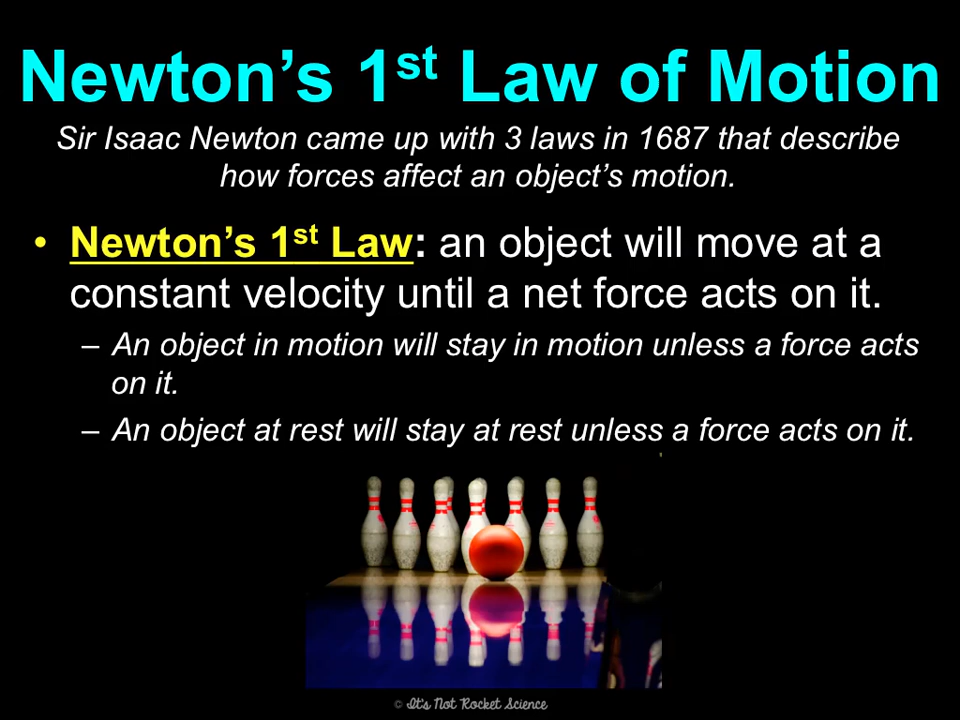 Newton’s 1st Law of Motion
Sir Isaac Newton came up with 3 laws in 1687 that describe
how forces affect an object’s motion.
• Newton’s 1st Law: an object will move at a
constant velocity until a net force acts on it.
– An object in motion will stay in motion unless a force acts
on it.
– An object at rest will stay at rest unless a force acts on it.
© It's Not Rocket Science